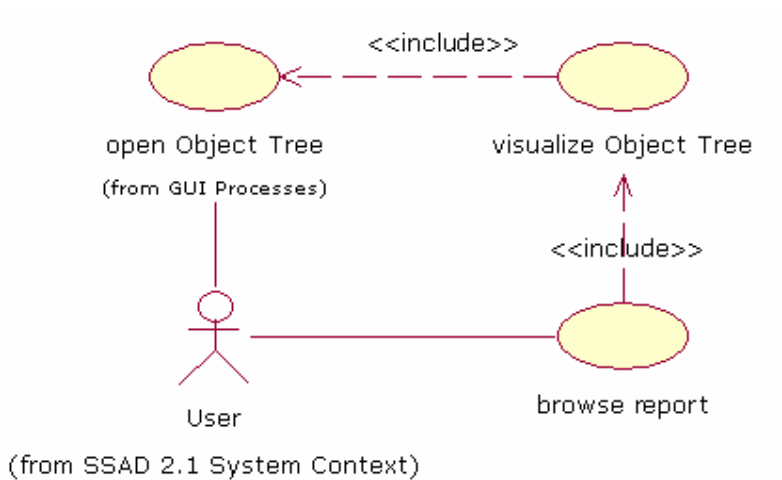 <<include>>
open Object Tree
visualize Object Tree
(from GUI Processes)
<<include>>
browse report
User
(from SSAD 2.1 System Context)